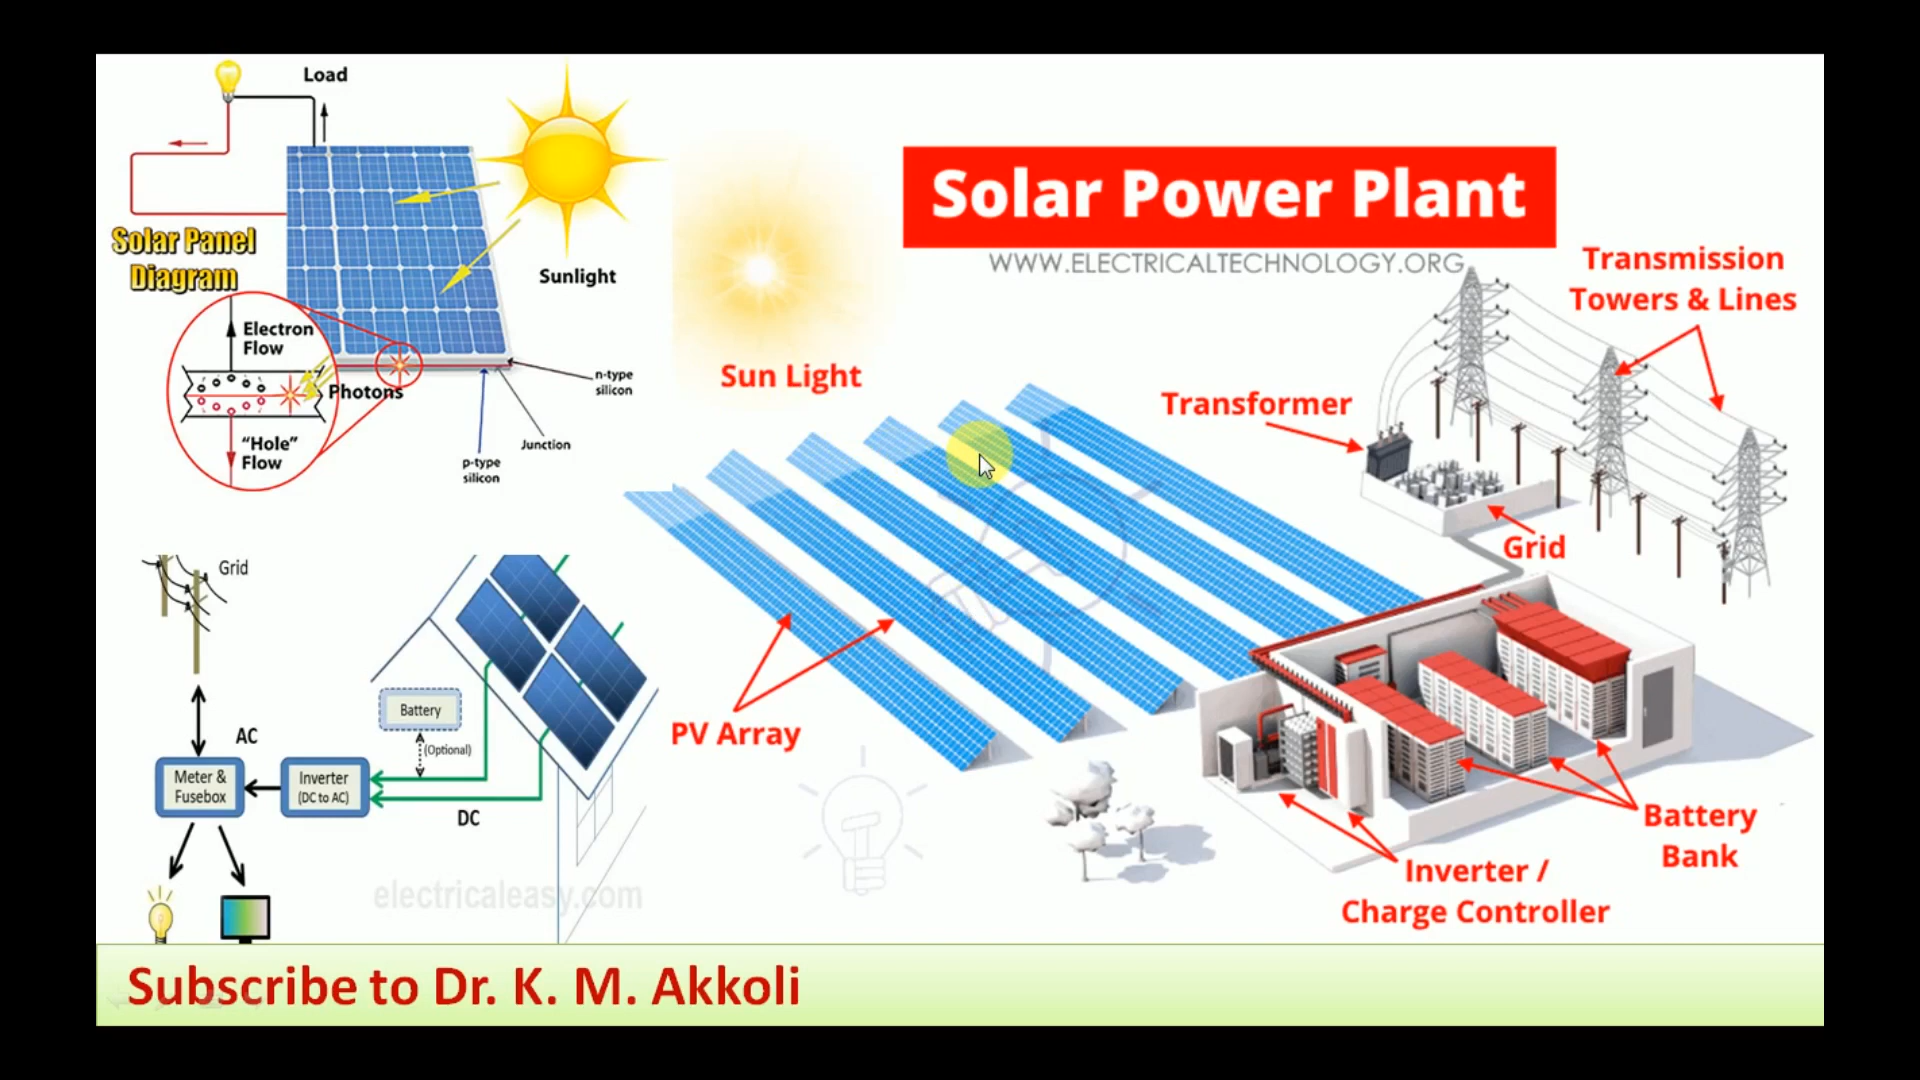 Load
Solar Panel
Diagram
Sunlight
Electron
Flow
Photons
"Hole"
Flow
n-type
silicon
Junction
p-type
silicon
Solar Power Plant
WWW.ELECTRICALTECHNOLOGY.ORG
Sun Light
Transmission
Towers & Lines
Transformer
Grid
PV Array
Battery
Bank
Inverter /
Charge Controller
Grid
AC
Battery
(Optional)
Meter &
Fusebox
Inverter
(DC to AC)
DC
electricaleasy.com
Subscribe to Dr. K. M. Akkoli